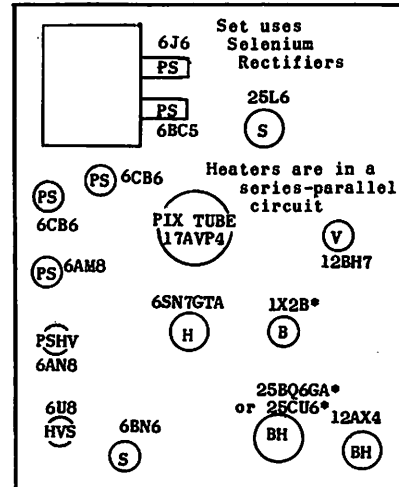 6J6
Set uses
Selenium
Rectifiers
PS
PS
6BC5
25L6
S
PS 6CB6
Heaters are in a
series-parallel
circuit
PS
6CB6
PIX TUBE
17AVP4
V
12BH7
PS 6AM8
6SN7GTA
H
1X2B*
B
PSHV
6AN8
25BQ6GA*
or 25CU6*
BH
12AX4
BH
6U8
HVS
6BN6
S